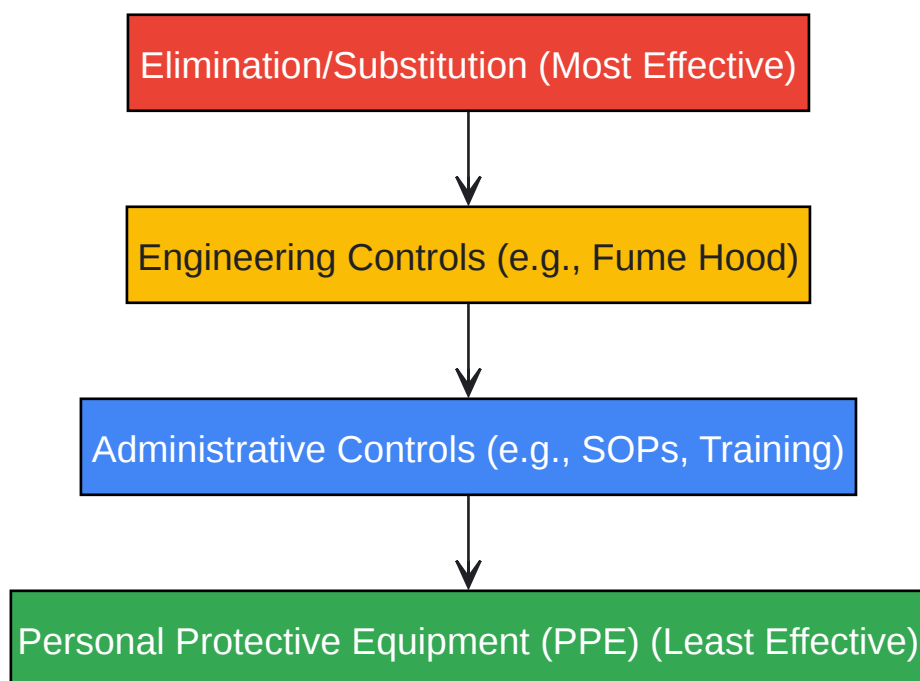 Elimination/Substitution (Most Effective)
Engineering Controls (e.g., Fume Hood)
Administrative Controls (e.g., SOPs, Training)
Personal Protective Equipment (PPE) (Least Effective)